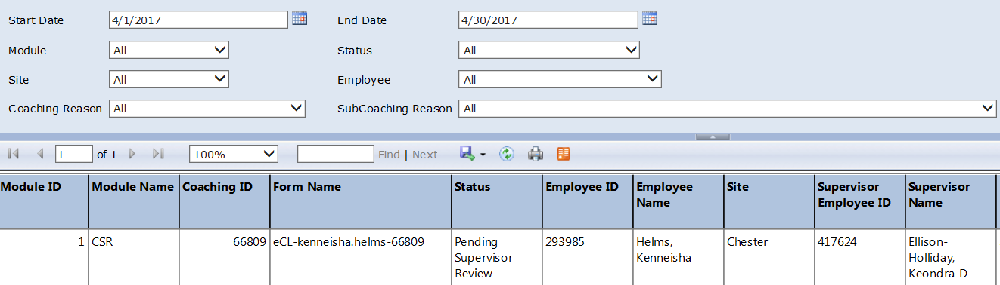 Start Date 4/1/2017 End Date 4/30/2017
Module All Status All
Site All Employee All
Coaching Reason All SubCoaching Reason All
1 of 1 100% Find | Next
Module ID Module Name Coaching ID Form Name Status Employee ID Employee Name Site Supervisor Employee ID Supervisor Name
1 CSR 66809 eCL-kenneisha.helms-66809 Pending Supervisor Review 293985 Helms, Kenneisha Chester 417624 Ellison-Holliday, Keondra D